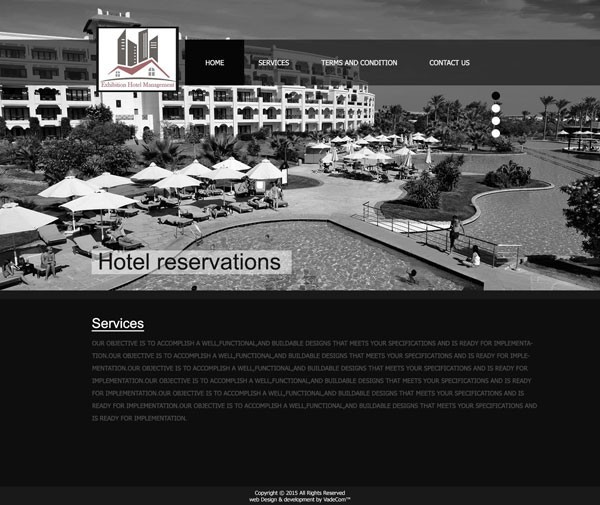 Exhibition Hotel Management
HOME SERVICES TERMS AND CONDITION CONTACT US
Hotel reservations
Services
OUR OBJECTIVE IS TO ACCOMPLISH A WELL,FUNCTIONAL,AND BUILDABLE DESIGNS THAT MEETS YOUR SPECIFICATIONS AND IS READY FOR IMPLEMENTA-
TION.OUR OBJECTIVE IS TO ACCOMPLISH A WELL,FUNCTIONAL,AND BUILDABLE DESIGNS THAT MEETS YOUR SPECIFICATIONS AND IS READY FOR IMPLE-
MENTATION.OUR OBJECTIVE IS TO ACCOMPLISH A WELL,FUNCTIONAL,AND BUILDABLE DESIGNS THAT MEETS YOUR SPECIFICATIONS AND IS READY FOR
IMPLEMENTATION.OUR OBJECTIVE IS TO ACCOMPLISH A WELL,FUNCTIONAL,AND BUILDABLE DESIGNS THAT MEETS YOUR SPECIFICATIONS AND IS READY
FOR IMPLEMENTATION.OUR OBJECTIVE IS TO ACCOMPLISH A WELL,FUNCTIONAL,AND BUILDABLE DESIGNS THAT MEETS YOUR SPECIFICATIONS AND IS
READY FOR IMPLEMENTATION.OUR OBJECTIVE IS TO ACCOMPLISH A WELL,FUNCTIONAL,AND BUILDABLE DESIGNS THAT MEETS YOUR SPECIFICATIONS AND
IS READY FOR IMPLEMENTATION.
Copyright © 2015 All Rights Reserved
web Design & development by VadeCom™